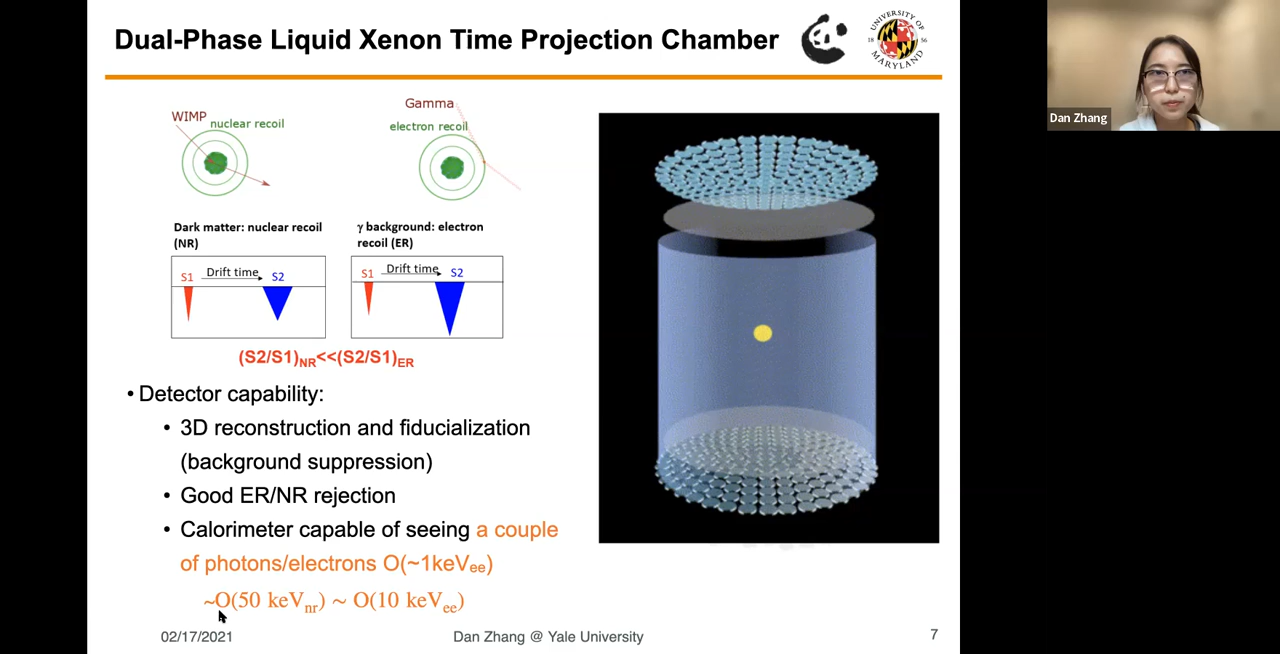 Dual-Phase Liquid Xenon Time Projection Chamber
UNIVERSITY OF
18 56
MARYLAND
Dan Zhang
WIMP
nuclear recoil
Gamma
electron recoil
Dark matter: nuclear recoil
(NR)
γ background: electron
recoil (ER)
S1 Drift time S2
S1 Drift time S2
(S2/S1)NR<<(S2/S1)ER
• Detector capability:
• 3D reconstruction and fiducialization
(background suppression)
• Good ER/NR rejection
• Calorimeter capable of seeing a couple
of photons/electrons O(~1keVee)
~O(50 keVnr) ~ O(10 keVee)
02/17/2021
Dan Zhang @ Yale University
7